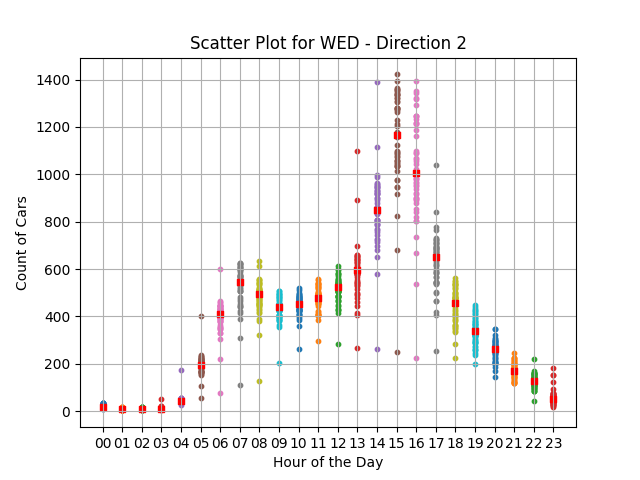 Scatter Plot for WED - Direction 2
1400
1200
1000
800
600
400
200
0
Count of Cars
00 01 02 03 04 05 06 07 08 09 10 11 12 13 14 15 16 17 18 19 20 21 22 23
Hour of the Day